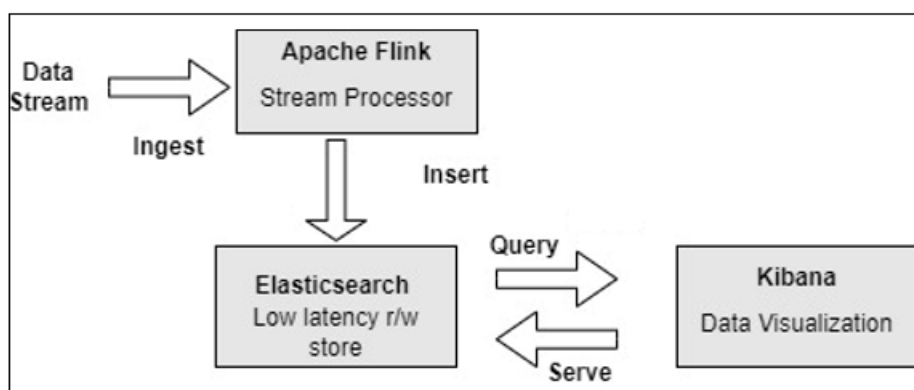 Data
Stream
Ingest
Apache Flink
Stream Processor
Insert
Elasticsearch
Low latency r/w
store
Query
Serve
Kibana
Data Visualization